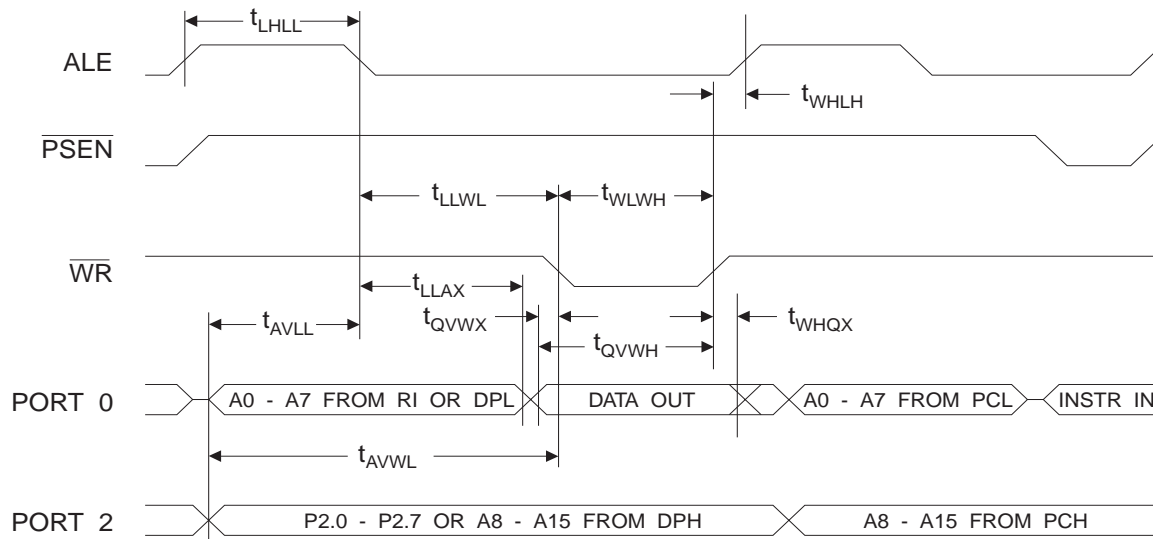 tLHLL
ALE
tWHLH
PSEN
tLLWL
tWLWH
WR
tLLAX
tQVWX
tWHQX
tAVLL
tQVWH
PORT 0
A0 - A7 FROM RI OR DPL
DATA OUT
A0 - A7 FROM PCL
INSTR IN
tAVWL
PORT 2
P2.0 - P2.7 OR A8 - A15 FROM DPH
A8 - A15 FROM PCH